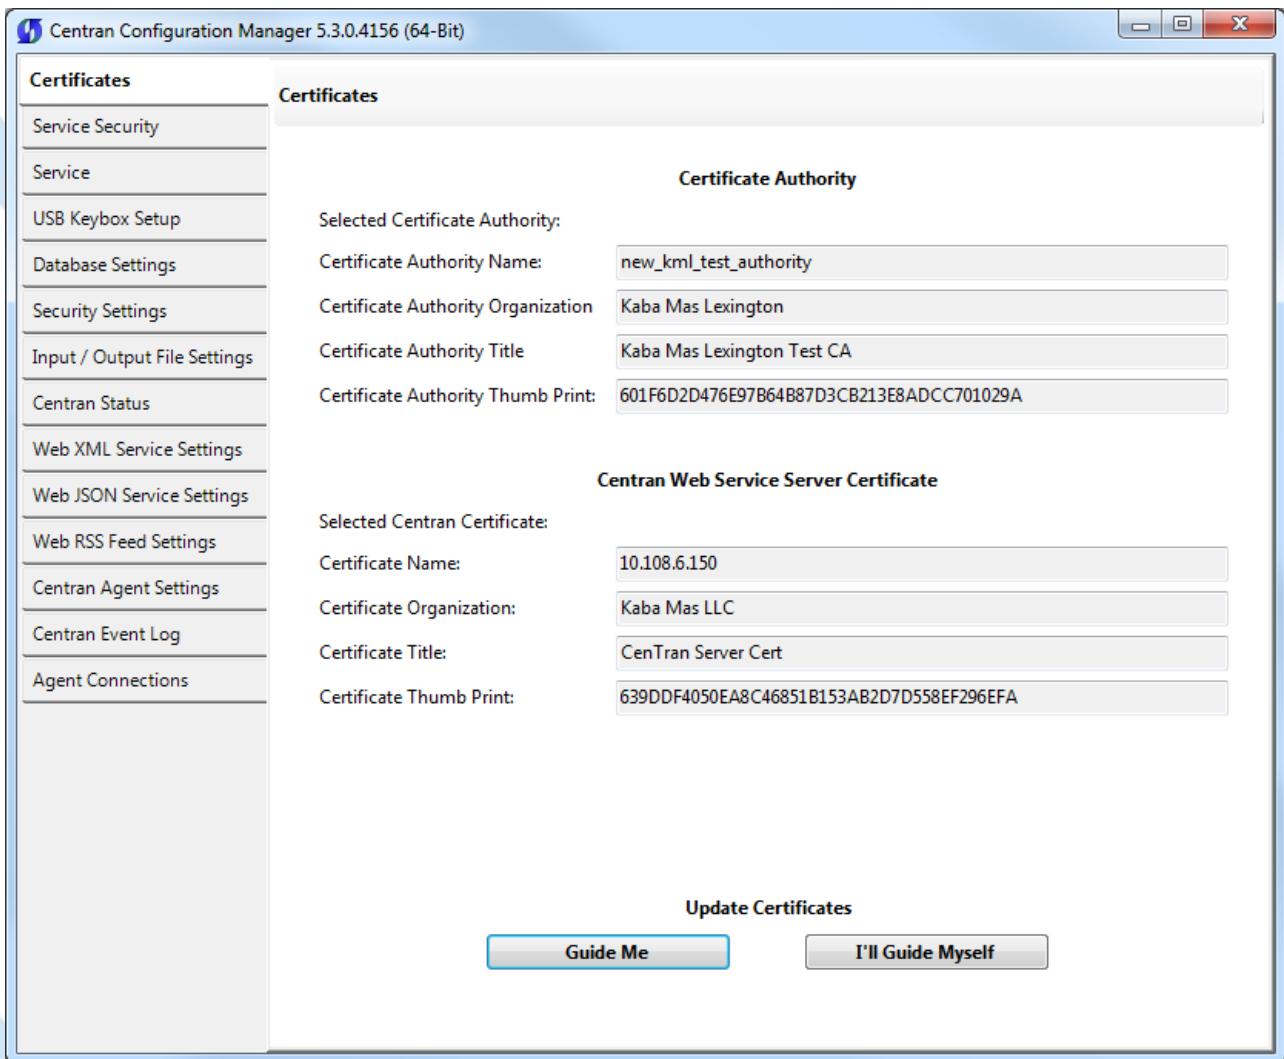 Centran Configuration Manager 5.3.0.4156 (64-Bit)
Certificates
Service Security
Service
USB Keybox Setup
Database Settings
Security Settings
Input / Output File Settings
Centran Status
Web XML Service Settings
Web JSON Service Settings
Web RSS Feed Settings
Centran Agent Settings
Centran Event Log
Agent Connections
Certificates
Certificate Authority
Selected Certificate Authority:
Certificate Authority Name: new_kml_test_authority
Certificate Authority Organization Kaba Mas Lexington
Certificate Authority Title Kaba Mas Lexington Test CA
Certificate Authority Thumb Print: 601F6D2D476E97B64B87D3CB213E8ADCC701029A
Centran Web Service Server Certificate
Selected Centran Certificate:
Certificate Name: 10.108.6.150
Certificate Organization: Kaba Mas LLC
Certificate Title: CenTran Server Cert
Certificate Thumb Print: 639DDF4050EA8C46851B153AB2D7D558EF296EFA
Update Certificates
Guide Me I'll Guide Myself